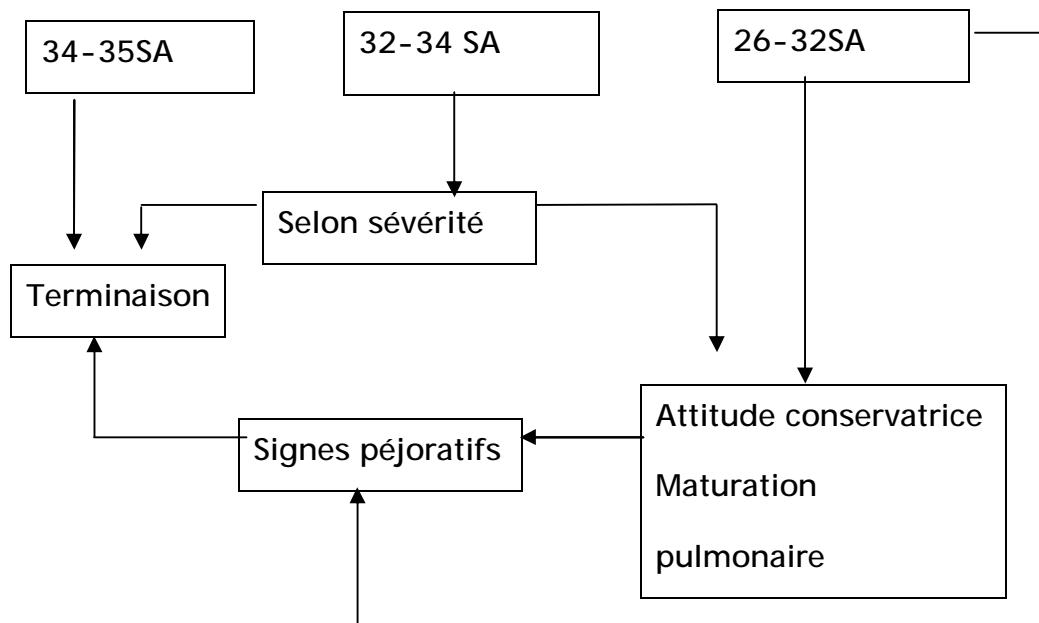 34-35SA
32-34 SA
26-32SA
Selon sévérité
Terminaison
Signes péjoratifs
Attitude conservatrice
Maturation
pulmonaire